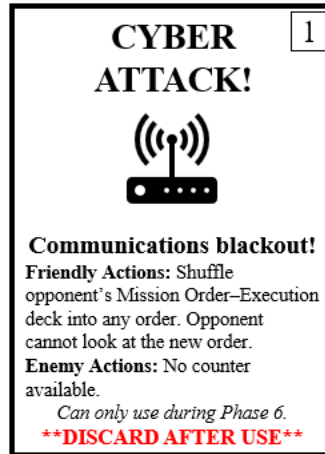 CYBER 1
ATTACK!
Communications blackout!
Friendly Actions: Shuffle
opponent's Mission Order–Execution
deck into any order. Opponent
cannot look at the new order.
Enemy Actions: No counter
available.
Can only use during Phase 6.
**DISCARD AFTER USE**